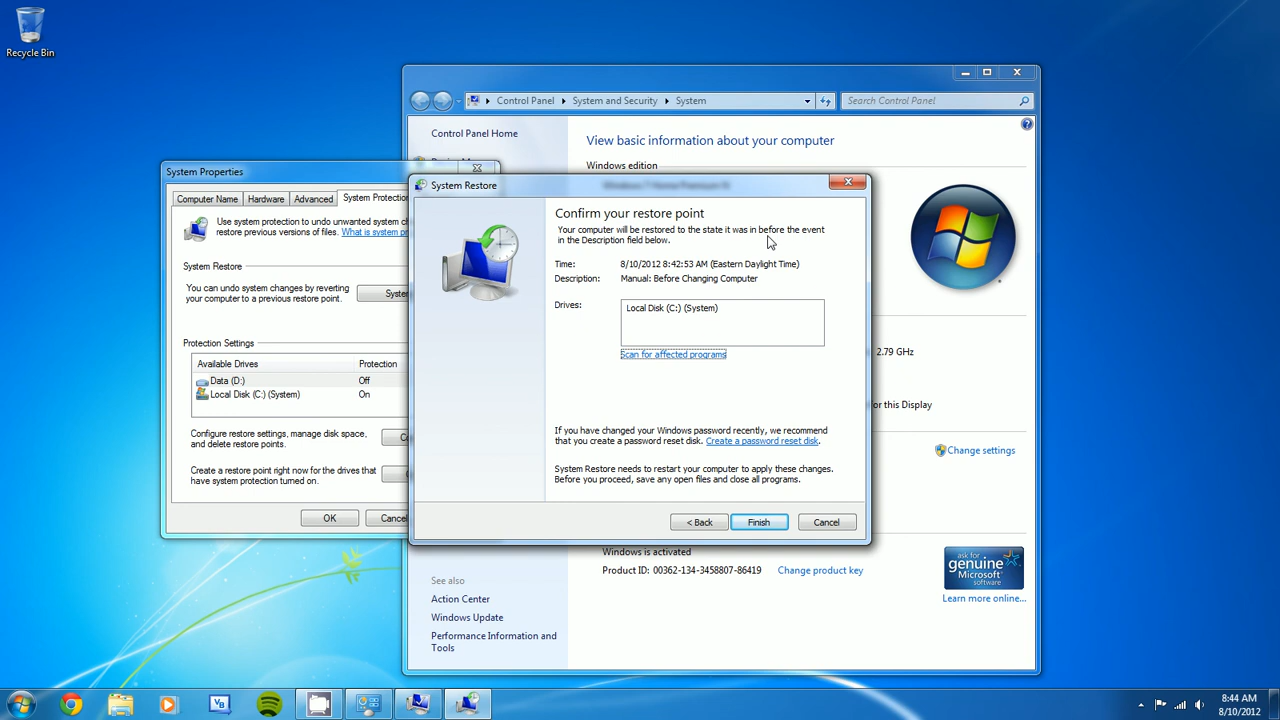 Recycle Bin
Control Panel
System and Security
System
Search Control Panel
Control Panel Home
View basic information about your computer
Windows edition
2.79 GHz
for this Display
Change settings
Windows is activated
Product ID: 00362-134-3458807-86419
Change product key
ask for
genuine
Microsoft
software
Learn more online...
See also
Action Center
Windows Update
Performance Information and
Tools
System Properties
Computer Name
Hardware
Advanced
System Protectio
Use system protection to undo unwanted system c
restore previous versions of files. What is system pr
System Restore
You can undo system changes by reverting
your computer to a previous restore point.
System
Protection Settings
Available Drives
Protection
Data (D:)
Off
Local Disk (C:) (System)
On
Configure restore settings, manage disk space,
and delete restore points.
Create a restore point right now for the drives that
have system protection turned on.
OK
Cancel
System Restore
Confirm your restore point
Your computer will be restored to the state it was in before the event
in the Description field below.
Time: 8/10/2012 8:42:53 AM (Eastern Daylight Time)
Description: Manual: Before Changing Computer
Drives:
Local Disk (C:) (System)
Scan for affected programs
If you have changed your Windows password recently, we recommend
that you create a password reset disk. Create a password reset disk.
System Restore needs to restart your computer to apply these changes.
Before you proceed, save any open files and close all programs.
< Back
Finish
Cancel
VB
8:44 AM
8/10/2012